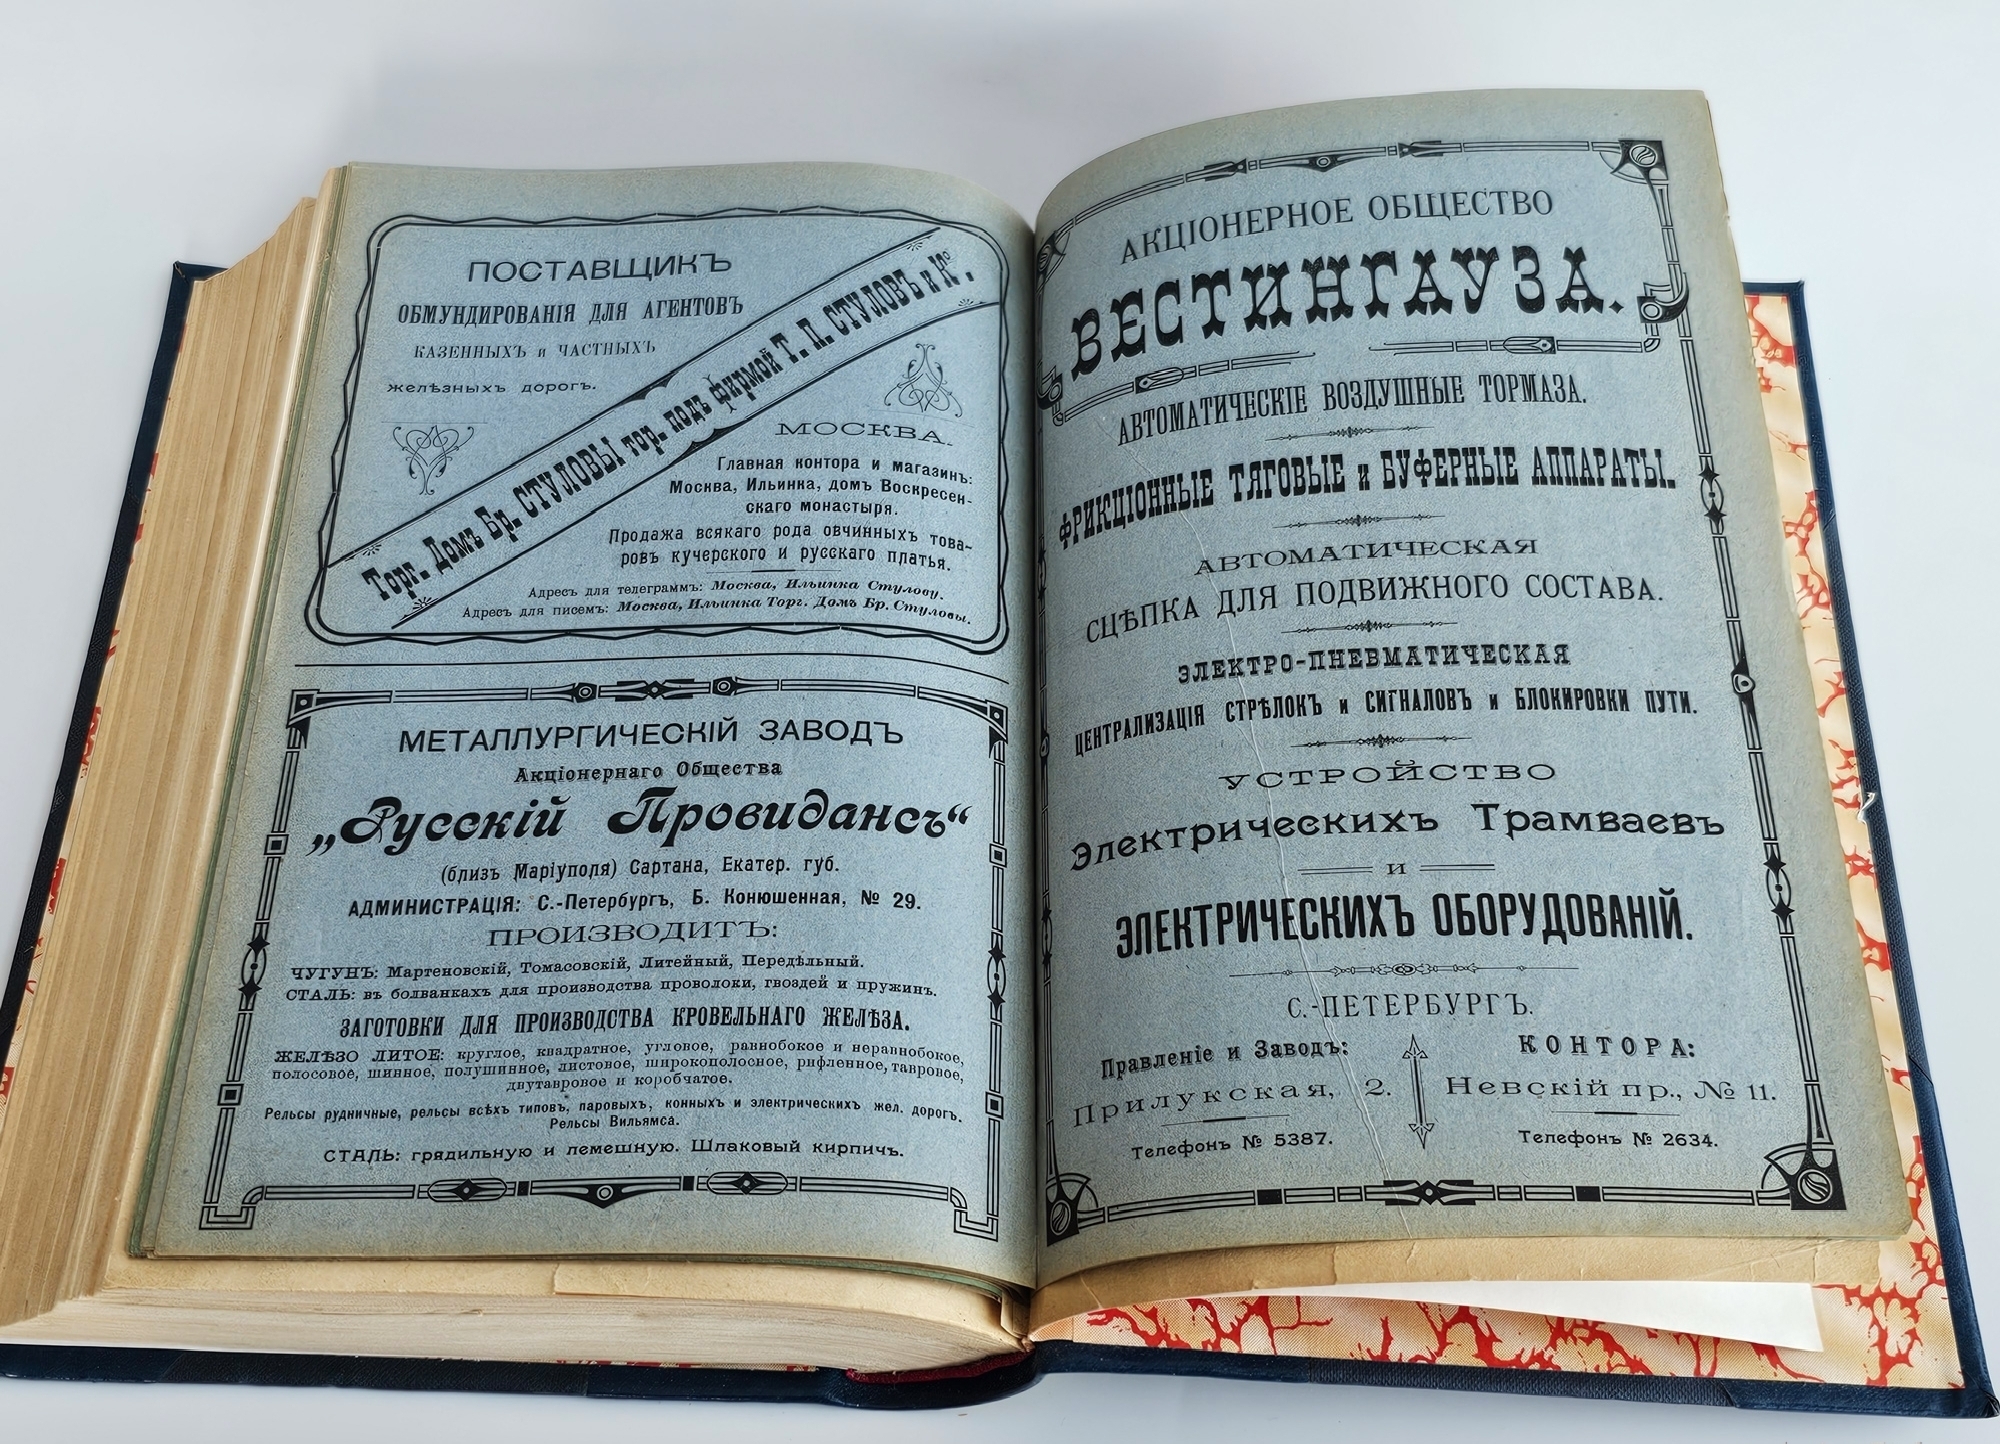 ПОСТАВЩИКЪ
ОБМУНДИРОВАНІЯ ДЛЯ АГЕНТОВЪ
КАЗЕННЫХЪ и ЧАСТНЫХЪ
желѣзныхъ дорогъ.
Торг. Домъ Бр. СТУЛОВЫ тор. подъ фирмой Т. П. СТУЛОВЪ и Ко.
МОСКВА.
Главная контора и магазинъ:
Москва, Ильинка, домъ Воскресен-
скаго монастыря.
Продажа всякаго рода овчинныхъ това-
ровъ кучерского и русскаго платья.
Адресъ для телеграммъ: Москва, Ильинка Стулову.
Адресъ для писемъ: Москва, Ильинка Торг. Домъ Бр. Стуловы.
МЕТАЛЛУРГИЧЕСКІЙ ЗАВОДЪ
Акціонернаго Общества
„Русскій Провидансъ“
(близъ Маріуполя) Сартана, Екатер. губ.
АДМИНИСТРАЦІЯ: С.-Петербургъ, Б. Конюшенная, № 29.
ПРОИЗВОДИТЪ:
ЧУГУНЪ: Мартеновскій, Томасовскій, Литейный, Передѣльный.
СТАЛЬ: въ болванкахъ для производства проволоки, гвоздей и пружинъ.
ЗАГОТОВКИ ДЛЯ ПРОИЗВОДСТВА КРОВЕЛЬНАГО ЖЕЛѢЗА.
ЖЕЛѢЗО ЛИТОЕ: круглое, квадратное, угловое, равнобокое и неравнобокое,
полосовое, шинное, полушинное, листовое, широкополосное, рифленное, тавровое,
двутавровое и коробчатое.
Рельсы рудничные, рельсы всѣхъ типовъ, паровыхъ, конныхъ и электрическихъ жел. дорогъ.
Рельсы Вильямса.
СТАЛЬ: грядильную и лемешную. Шлаковый кирпичъ.
АКЦІОНЕРНОЕ ОБЩЕСТВО
ВЕСТИНГАУЗА.
АВТОМАТИЧЕСКІЕ ВОЗДУШНЫЕ ТОРМАЗА.
ФРИКЦІОННЫЕ ТЯГОВЫЕ и БУФЕРНЫЕ АППАРАТЫ.
АВТОМАТИЧЕСКАЯ
СЦѢПКА ДЛЯ ПОДВИЖНОГО СОСТАВА.
ЭЛЕКТРО-ПНЕВМАТИЧЕСКАЯ
ЦЕНТРАЛИЗАЦІЯ СТРѢЛОКЪ и СИГНАЛОВЪ и БЛОКИРОВКИ ПУТИ.
УСТРОЙСТВО
Электрическихъ Трамваевъ
и
ЭЛЕКТРИЧЕСКИХЪ ОБОРУДОВАНІЙ.
С.-ПЕТЕРБУРГЪ.
Правленіе и Заводъ:
Прилукская, 2.
Телефонъ № 5387.
КОНТОРА:
Невскій пр., № 11.
Телефонъ № 2634.